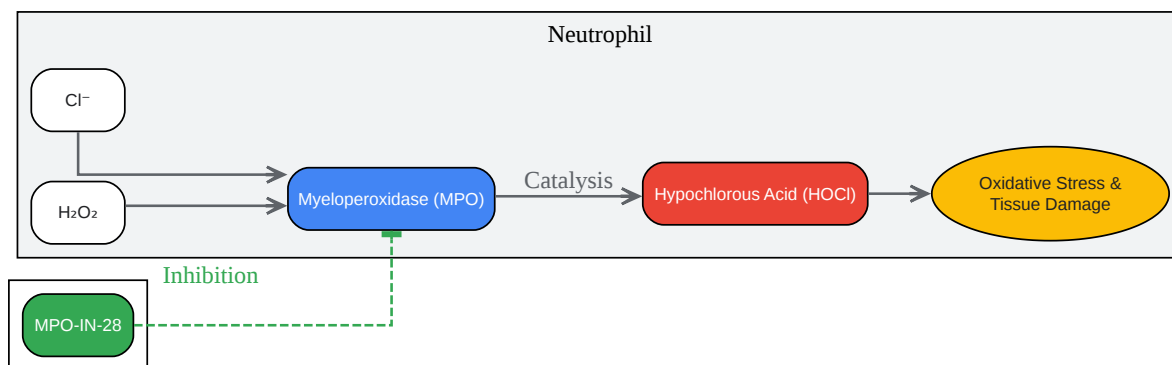 Neutrophil
Cl⁻
H₂O₂
Myeloperoxidase (MPO)
Catalysis
Hypochlorous Acid (HOCl)
Oxidative Stress &
Tissue Damage
Inhibition
MPO-IN-28